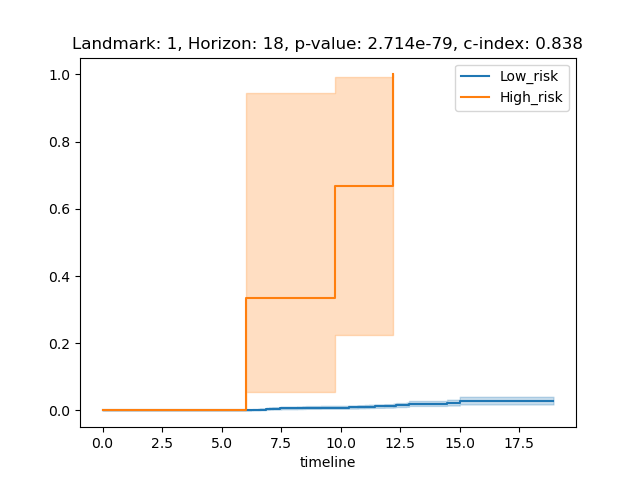 Landmark: 1, Horizon: 18, p-value: 2.714e-79, c-index: 0.838
Low_risk
High_risk
1.0
0.8
0.6
0.4
0.2
0.0
0.0 2.5 5.0 7.5 10.0 12.5 15.0 17.5
timeline